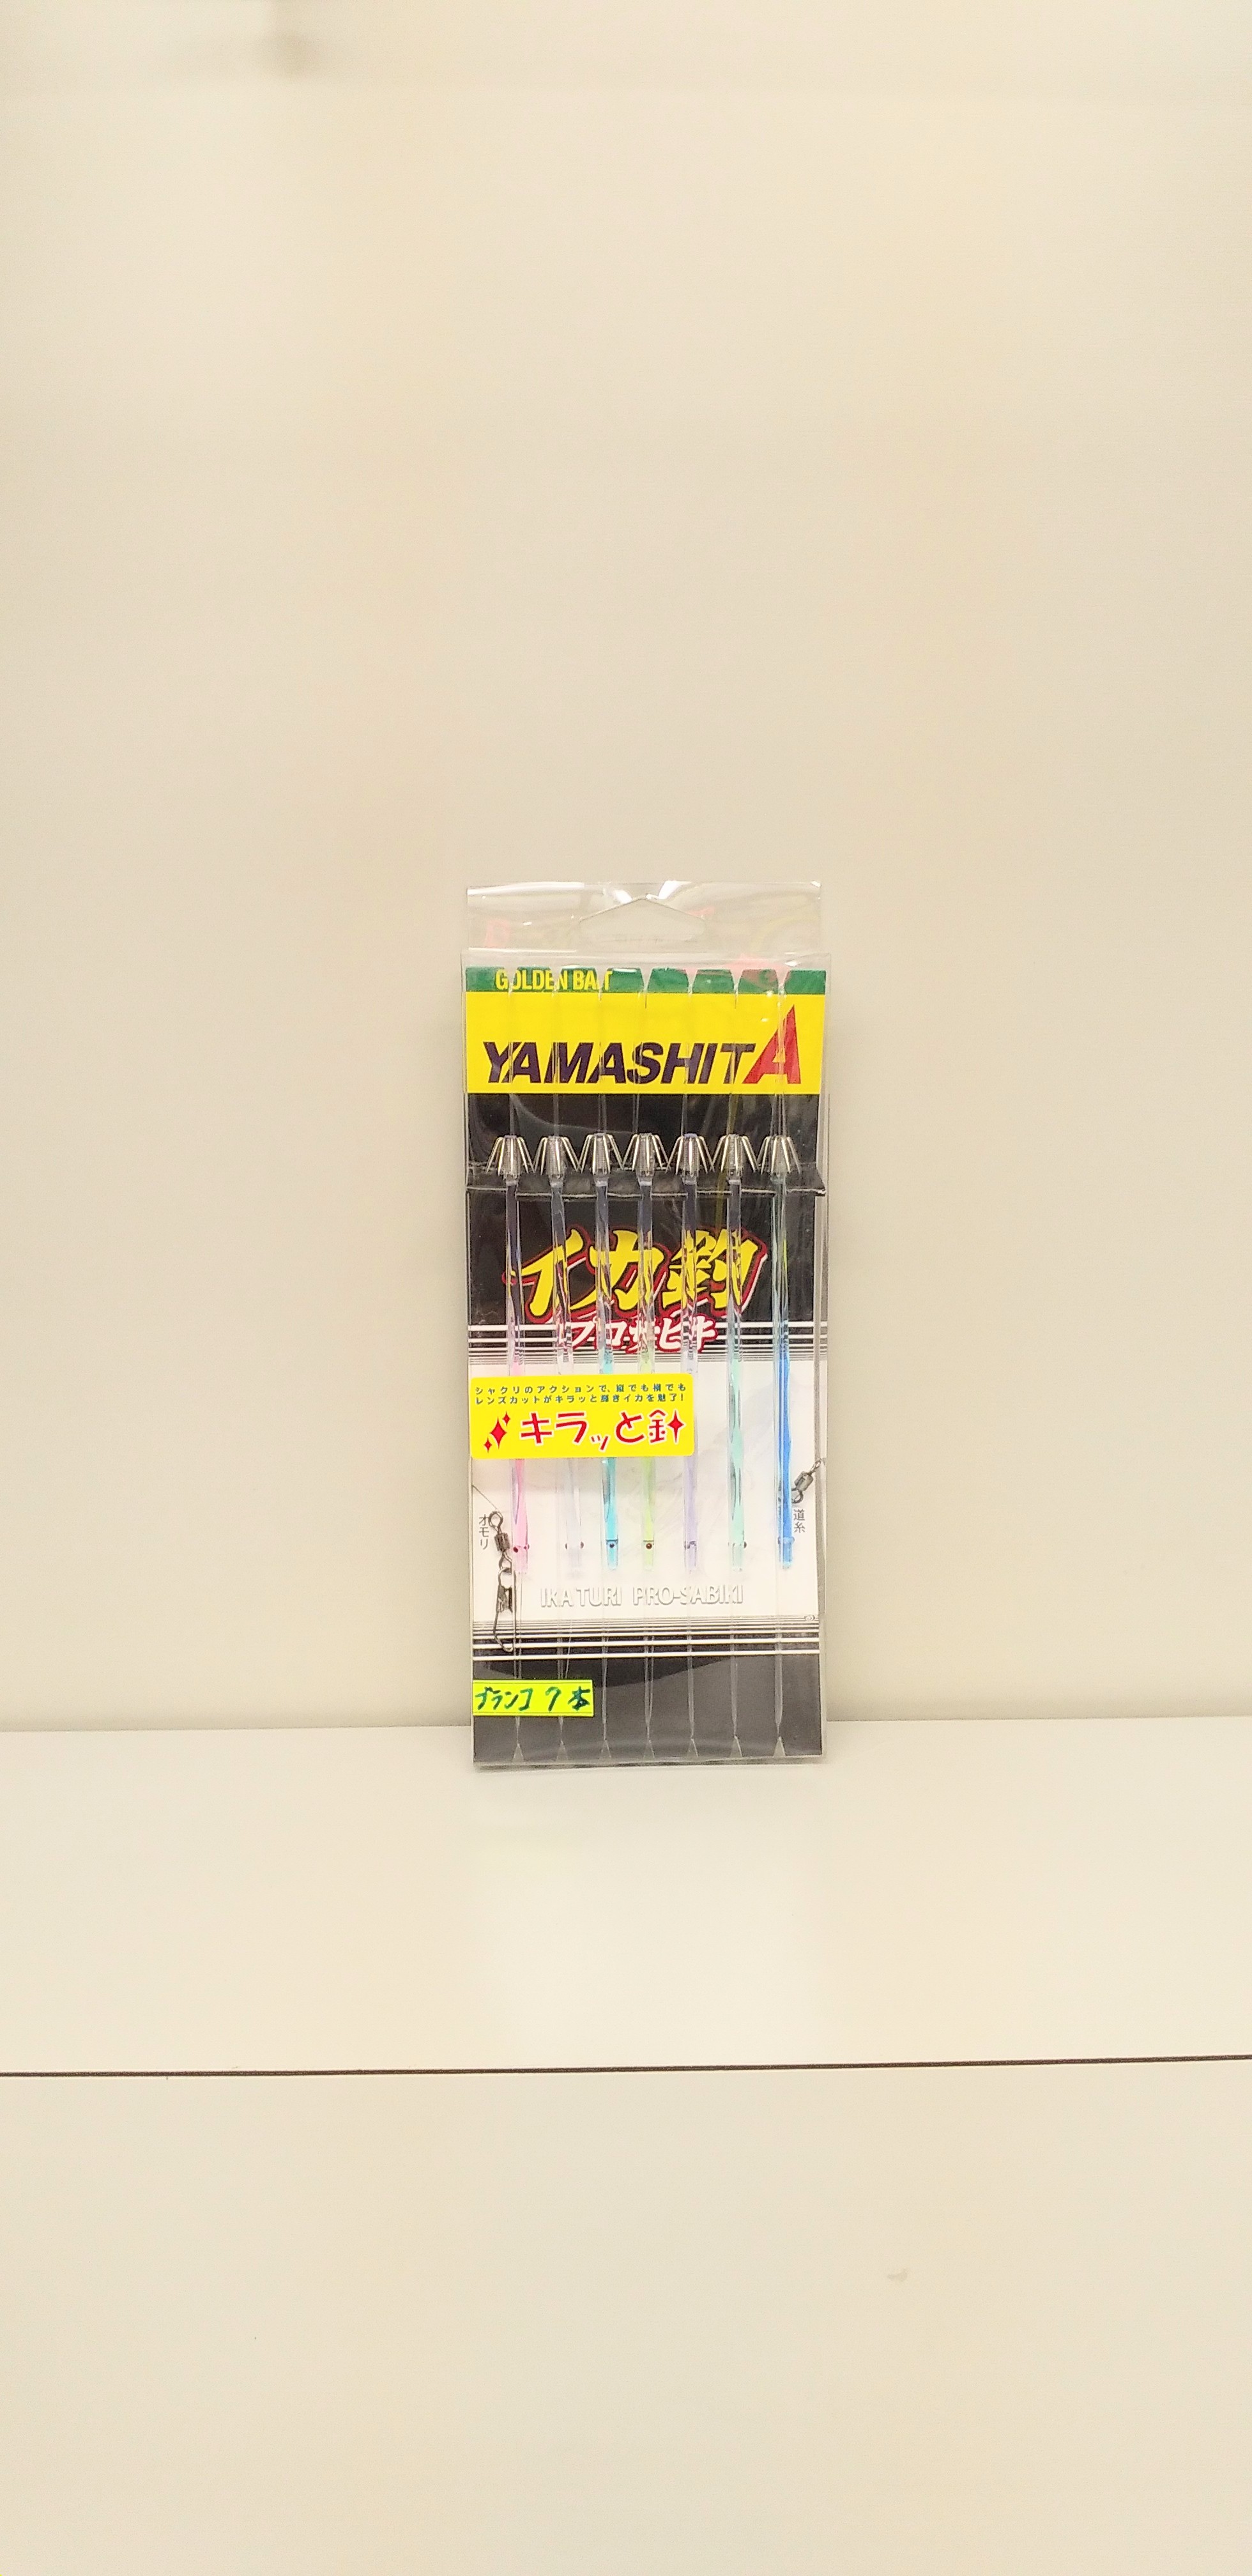 GOLDEN BAIT
YAMASHITA
イカ釣
プロサビキ
シャクリのアクションで、縦でも横でも
レンズカットがキラッと輝きイカを魅了!
キラッと針
オモリ
道糸
IKA TURI PRO-SABIKI
ブランコ 7本